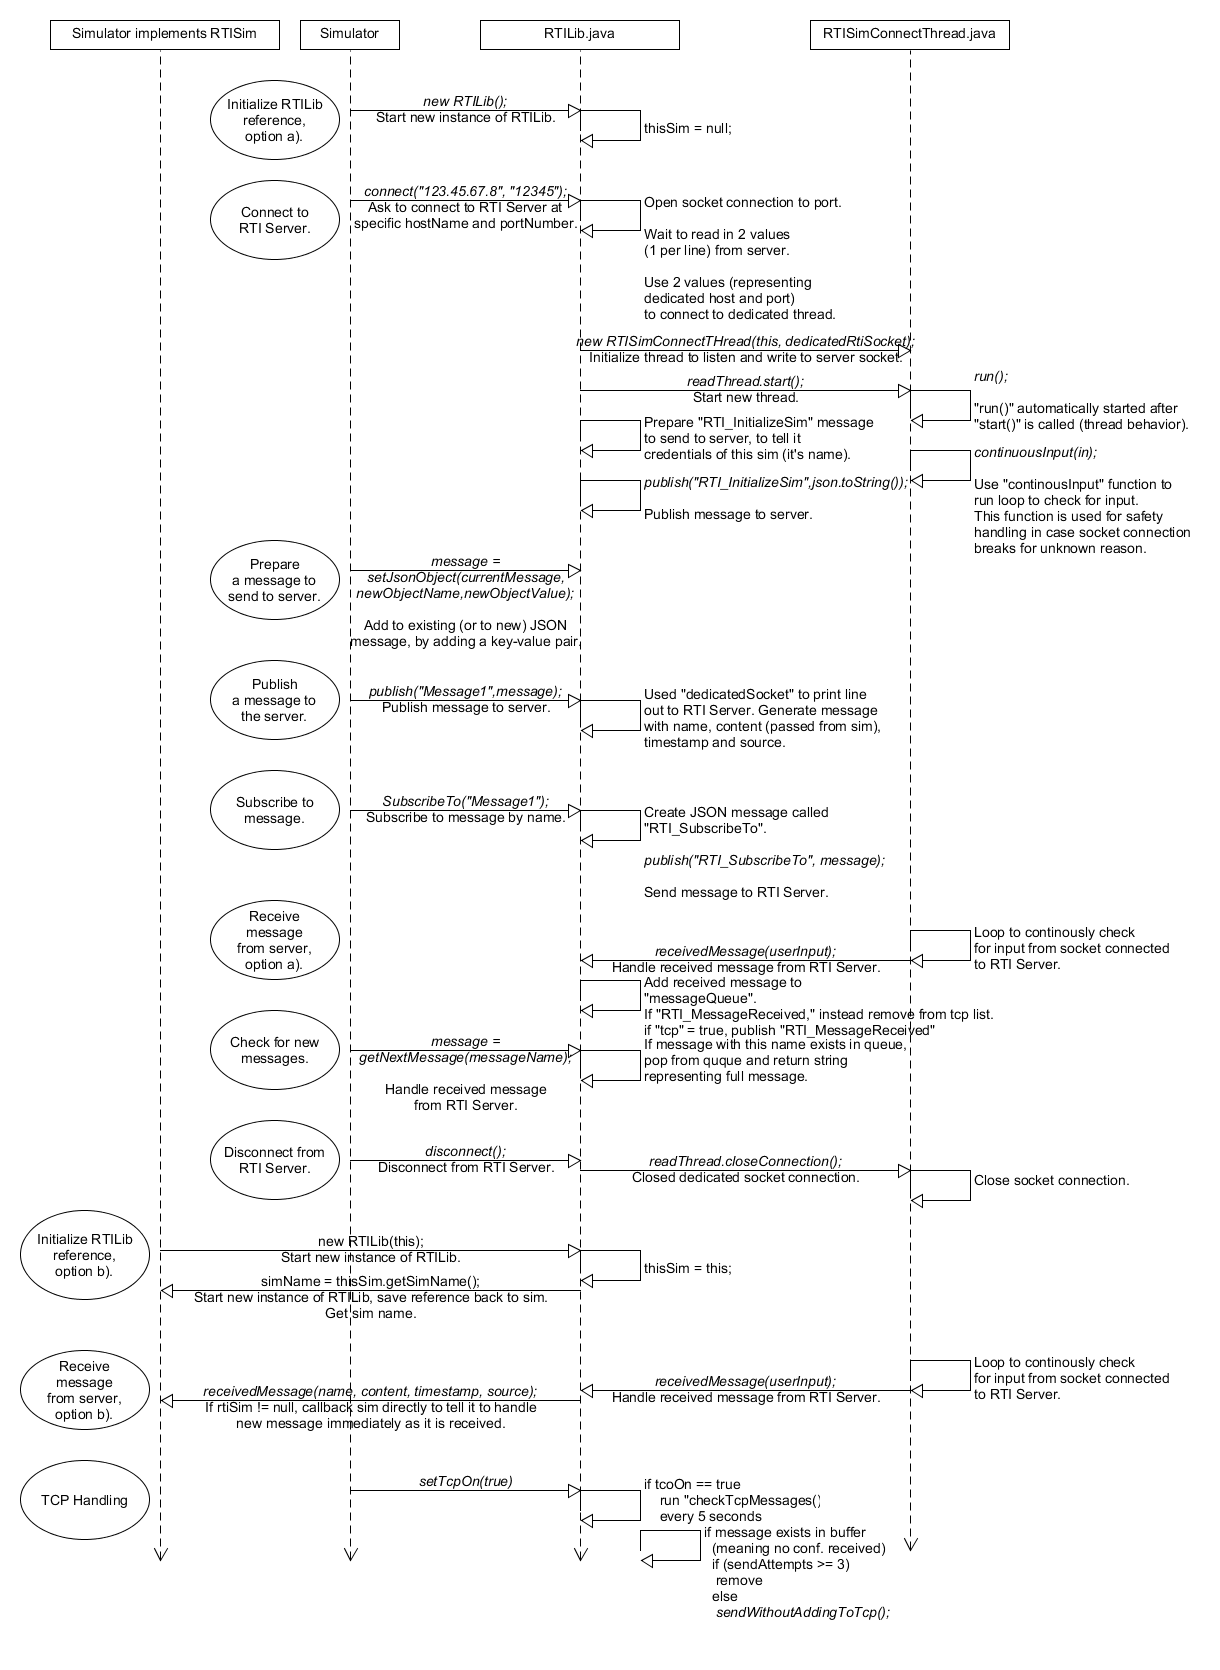 Simulator implements RTISim
Simulator
RTILib.java
RTISimConnectThread.java
Initialize RTILib
reference,
option a).
new RTILib();
Start new instance of RTILib.
thisSim = null;
Connect to
RTI Server.
connect("123.45.67.8", "12345");
Ask to connect to RTI Server at
specific hostName and portNumber.
Open socket connection to port.
Wait to read in 2 values
(1 per line) from server.
Use 2 values (representing
dedicated host and port)
to connect to dedicated thread.
new RTISimConnectTHread(this, dedicatedRtiSocket);
Initialize thread to listen and write to server socket.
readThread.start();
Start new thread.
run();
"run()" automatically started after
"start()" is called (thread behavior).
Prepare "RTI_InitializeSim" message
to send to server, to tell it
credentials of this sim (it's name).
continuousInput(in);
Use "continousInput" function to
run loop to check for input.
This function is used for safety
handling in case socket connection
breaks for unknown reason.
publish("RTI_InitializeSim",json.toString());
Publish message to server.
Prepare
a message to
send to server.
message =
setJsonObject(currentMessage,
newObjectName,newObjectValue);
Add to existing (or to new) JSON
message, by adding a key-value pair.
Publish
a message to
the server.
publish("Message1",message);
Publish message to server.
Used "dedicatedSocket" to print line
out to RTI Server. Generate message
with name, content (passed from sim),
timestamp and source.
Subscribe to
message.
SubscribeTo("Message1");
Subscribe to message by name.
Create JSON message called
"RTI_SubscribeTo".
publish("RTI_SubscribeTo", message);
Send message to RTI Server.
Receive
message
from server,
option a).
Loop to continously check
for input from socket connected
to RTI Server.
receivedMessage(userInput);
Handle received message from RTI Server.
Add received message to
"messageQueue".
If "RTI_MessageReceived," instead remove from tcp list.
if "tcp" = true, publish "RTI_MessageReceived"
Check for new
messages.
message =
getNextMessage(messageName);
Handle received message
from RTI Server.
If message with this name exists in queue,
pop from quque and return string
representing full message.
Disconnect from
RTI Server.
disconnect();
Disconnect from RTI Server.
readThread.closeConnection();
Closed dedicated socket connection.
Close socket connection.
Initialize RTILib
reference,
option b).
new RTILib(this);
Start new instance of RTILib.
thisSim = this;
simName = thisSim.getSimName();
Start new instance of RTILib, save reference back to sim.
Get sim name.
Receive
message
from server,
option b).
Loop to continously check
for input from socket connected
to RTI Server.
receivedMessage(userInput);
Handle received message from RTI Server.
receivedMessage(name, content, timestamp, source);
If rtiSim != null, callback sim directly to tell it to handle
new message immediately as it is received.
TCP Handling
setTcpOn(true)
if tcoOn == true
run "checkTcpMessages()
every 5 seconds
if message exists in buffer
(meaning no conf. received)
if (sendAttempts >= 3)
remove
else
sendWithoutAddingToTcp();